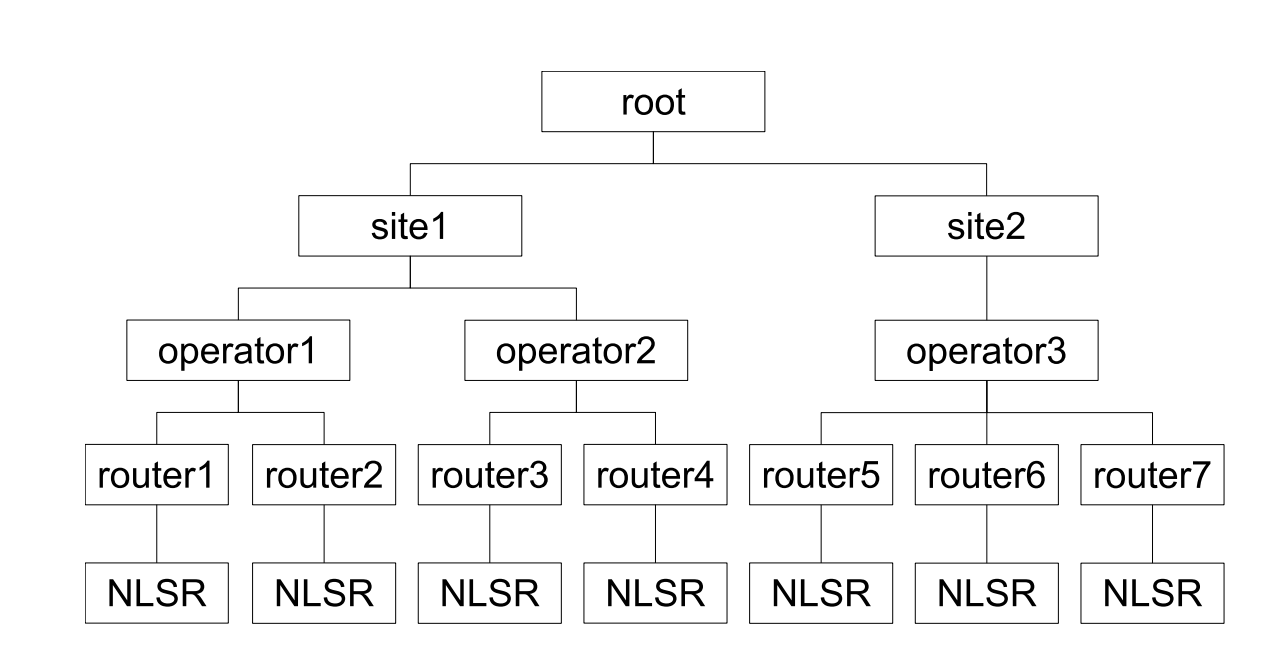 root
site1 site2
operator1 operator2 operator3
router1 router2 router3 router4 router5 router6 router7
NLSR NLSR NLSR NLSR NLSR NLSR NLSR